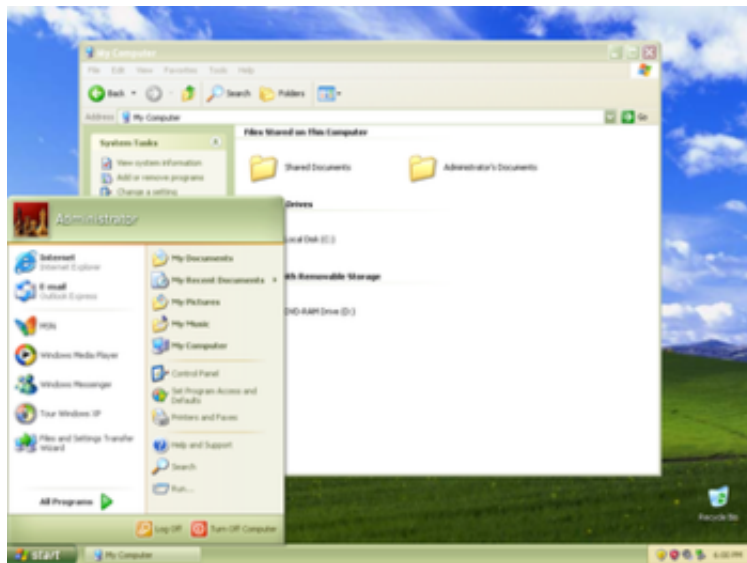 My Computer
File Edit View Favorites Tools Help
Back Search Folders
Address My Computer Go
System Tasks
View system information
Add or remove programs
Change a setting
Files Stored on This Computer
Shared Documents Administrator's Documents
Drives
Local Disk (C:)
with Removable Storage
DVD-RAM Drive (D:)
Administrator
Internet
Internet Explorer
E-mail
Outlook Express
MSN
Windows Media Player
Windows Messenger
Tour Windows XP
Files and Settings Transfer
Wizard
All Programs
My Documents
My Recent Documents
My Pictures
My Music
My Computer
Control Panel
Set Program Access and
Defaults
Printers and Faxes
Help and Support
Search
Run...
Log Off Turn Off Computer
Recycle Bin
start My Computer 6:00 PM